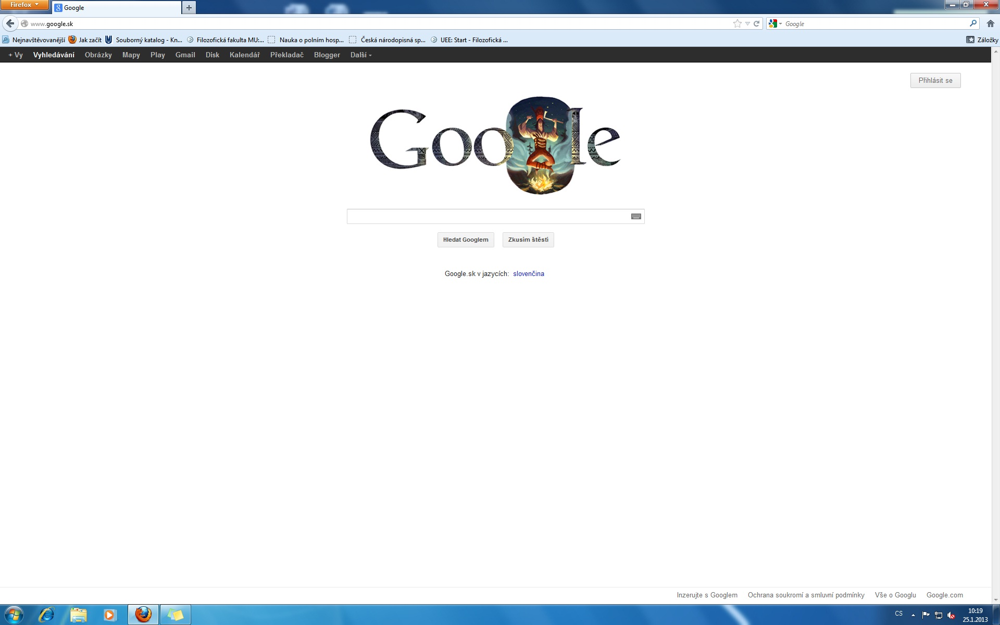 Firefox
Google
www.google.sk
Google
Nejnavštěvovanější Jak začít Souborný katalog - Kn... Filozofická fakulta MU:... Nauka o polním hosp... Česká národopisná sp... UEE: Start - Filozofická ... Záložky
+ Vy Vyhledávání Obrázky Mapy Play Gmail Disk Kalendář Překladač Blogger Další
Přihlásit se
Google
Hledat Googlem Zkusím štěstí
Google.sk v jazycích: slovenčina
Inzerujte s Googlem Ochrana soukromí a smluvní podmínky Vše o Googlu Google.com
CS
10:19
25.1.2013